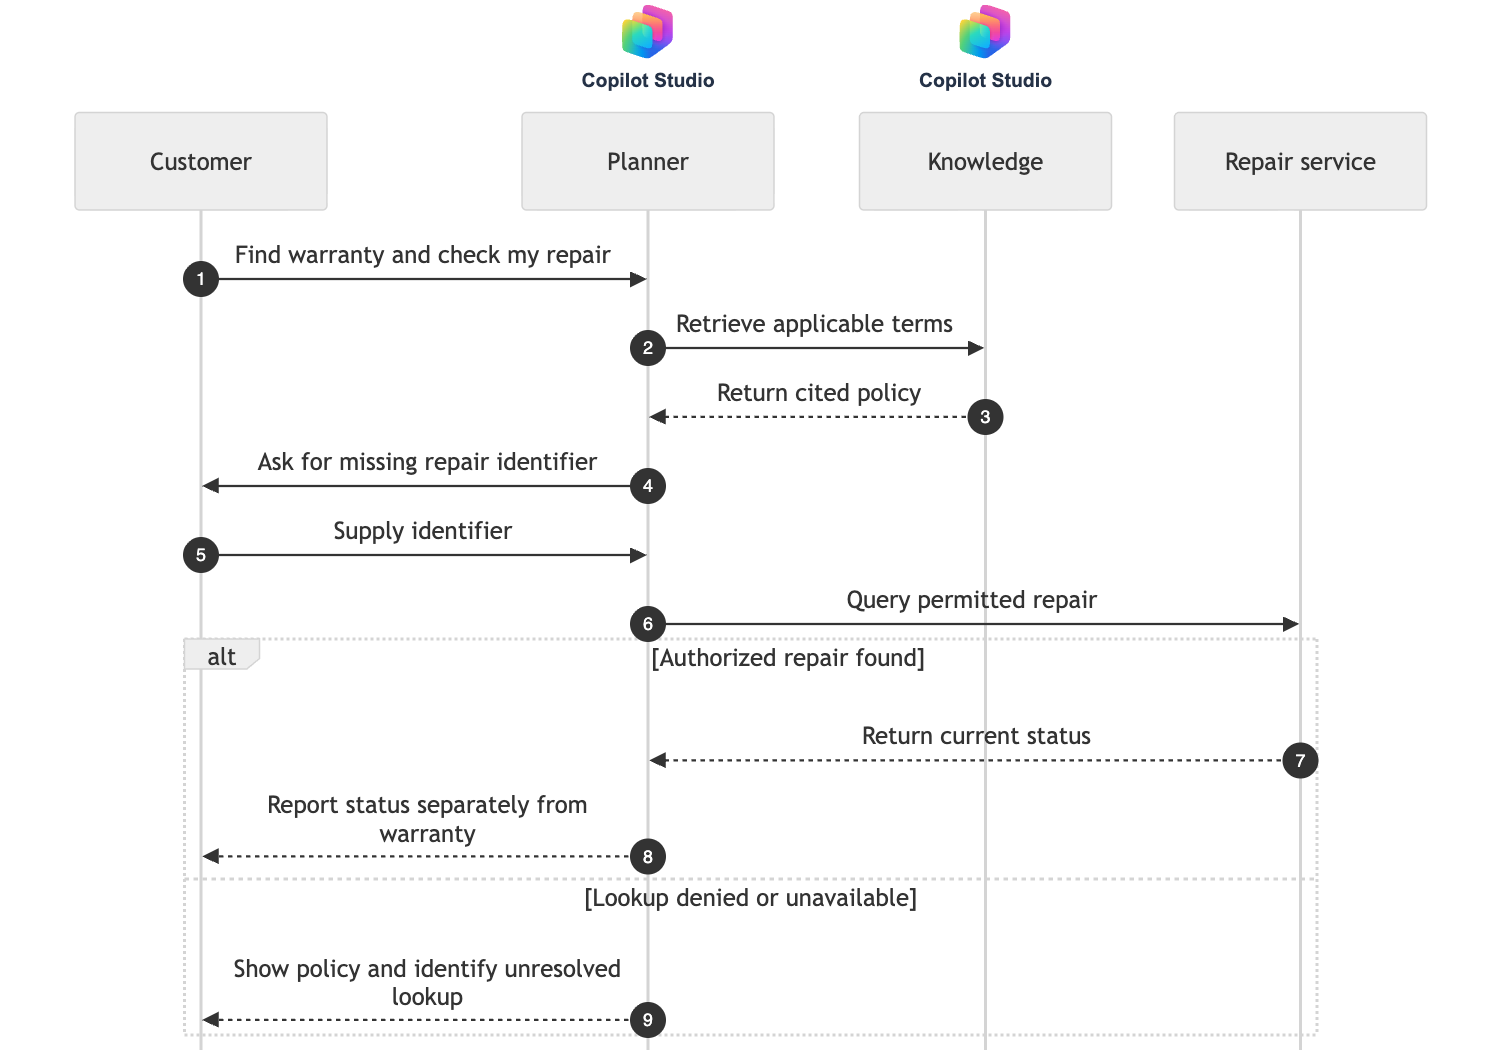 Copilot Studio
Copilot Studio
Customer
Planner
Knowledge
Repair service
Find warranty and check my repair
1
Retrieve applicable terms
2
Return cited policy
3
Ask for missing repair identifier
4
Supply identifier
5
Query permitted repair
6
alt
[Authorized repair found]
Return current status
7
Report status separately from
warranty
8
[Lookup denied or unavailable]
Show policy and identify unresolved
lookup
9